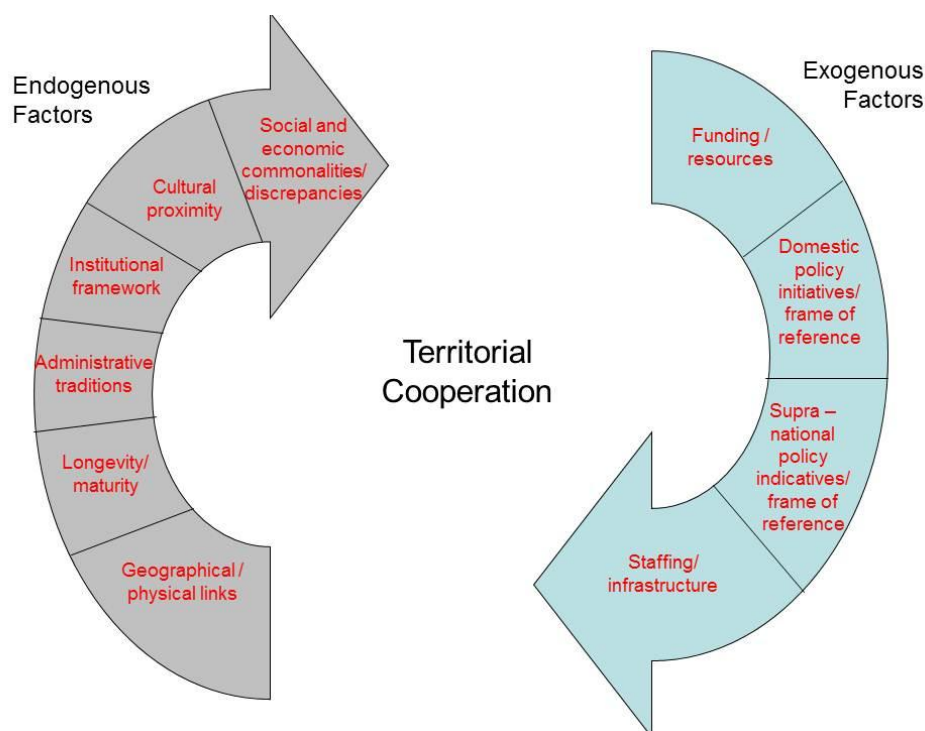 Endogenous
Factors
Social and
economic
commonalities/
discrepancies
Cultural
proximity
Institutional
framework
Administrative
traditions
Longevity/
maturity
Geographical /
physical links
Territorial
Cooperation
Exogenous
Factors
Funding /
resources
Domestic
policy
initiatives/
frame of
reference
Supra –
national
policy
indicatives/
frame of
reference
Staffing/
infrastructure